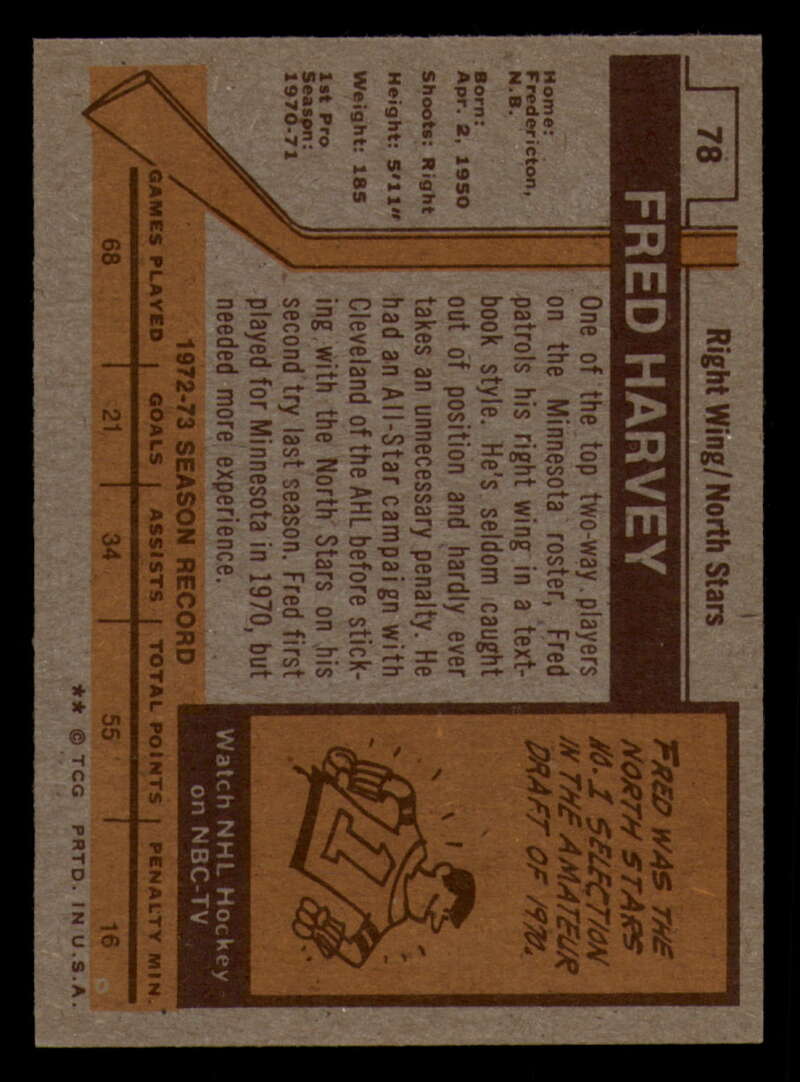 78
Right Wing/North Stars
FRED HARVEY
Home:
Fredericton,
N.B.
Born:
Apr. 2, 1950
Shoots: Right
Height: 5'11"
Weight: 185
1st Pro
Season:
1970-71
One of the top two-way players
on the Minnesota roster, Fred
patrols his right wing in a text-
book style. He's seldom caught
out of position and hardly ever
takes an unnecessary penalty. He
had an All-Star campaign with
Cleveland of the AHL before stick-
ing with the North Stars on his
second try last season. Fred first
played for Minnesota in 1970, but
needed more experience.
FRED WAS THE
NORTH STARS
NO. 1 SELECTION
IN THE AMATEUR
DRAFT OF 1970.
1
Watch NHL Hockey
on NBC-TV
1972-73 SEASON RECORD
GAMES PLAYED GOALS ASSISTS TOTAL POINTS PENALTY MIN.
68 21 34 55 16
** © TCG PRTD. IN U.S.A.